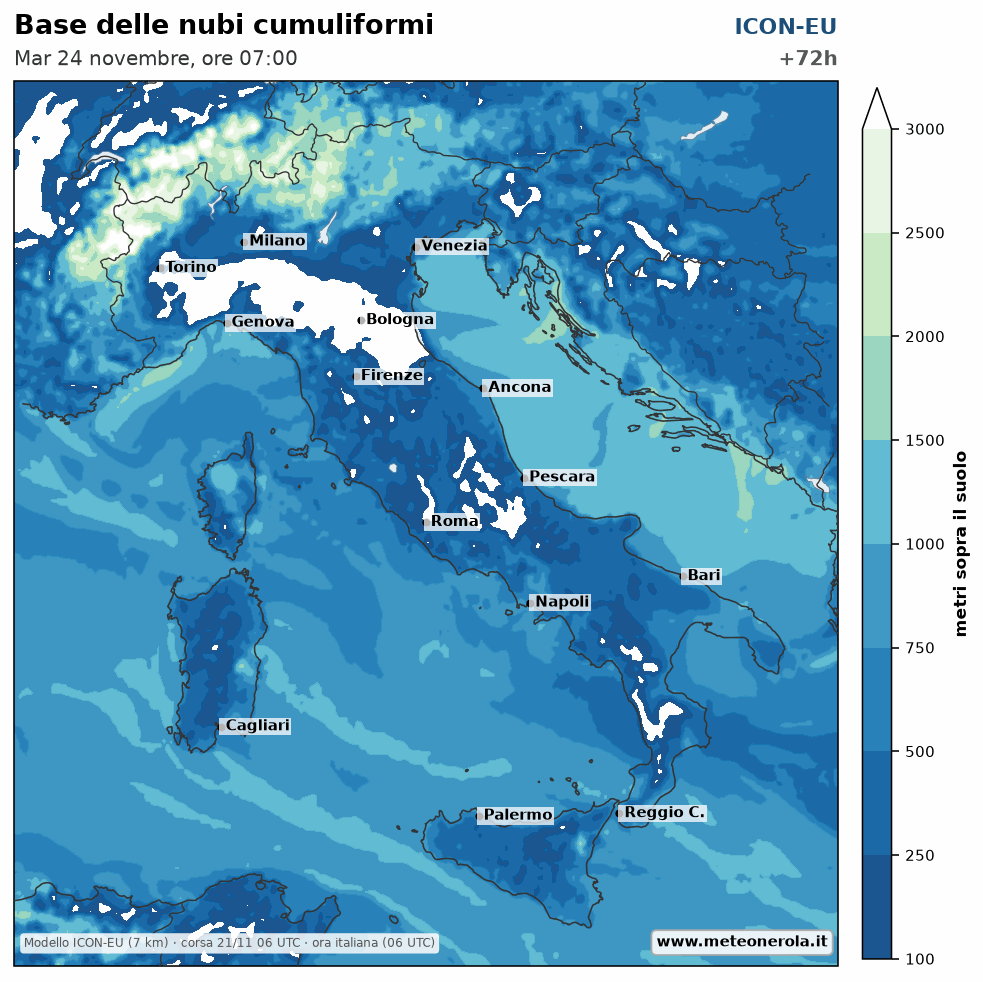 Base delle nubi cumuliformi
ICON-EU
Mar 24 novembre, ore 07:00
+72h
3000
2500
2000
1500
1000
750
500
250
100
metri sopra il suolo
Milano
Venezia
Torino
Genova
Bologna
Firenze
Ancona
Pescara
Roma
Bari
Napoli
Cagliari
Palermo
Reggio C.
Modello ICON-EU (7 km) · corsa 21/11 06 UTC · ora italiana (06 UTC)
www.meteonerola.it